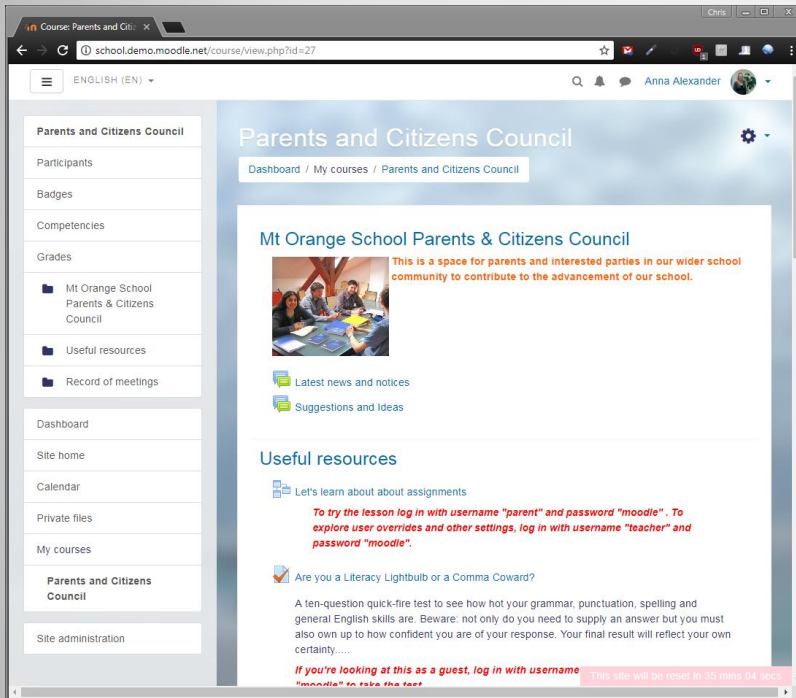 Chris
Course: Parents and Citi
school.demo.moodle.net/course/view.php?id=27
1
ENGLISH (EN)
Anna Alexander
Parents and Citizens Council
Participants
Badges
Competencies
Grades
Mt Orange School
Parents & Citizens
Council
Useful resources
Record of meetings
Dashboard
Site home
Calendar
Private files
My courses
Parents and Citizens
Council
Site administration
Parents and Citizens Council
Dashboard / My courses / Parents and Citizens Council
Mt Orange School Parents & Citizens Council
This is a space for parents and interested parties in our wider school
community to contribute to the advancement of our school.
Latest news and notices
Suggestions and Ideas
Useful resources
Let's learn about about assignments
To try the lesson log in with username "parent" and password "moodle" . To
explore user overrides and other settings, log in with username "teacher" and
password "moodle".
Are you a Literacy Lightbulb or a Comma Coward?
A ten-question quick-fire test to see how hot your grammar, punctuation, spelling and
general English skills are. Beware: not only do you need to supply an answer but you must
also own up to how confident you are of your response. Your final result will reflect your own
certainty.....
If you're looking at this as a guest, log in with username
"moodle" to take the test
This site will be reset in 35 mins 04 secs